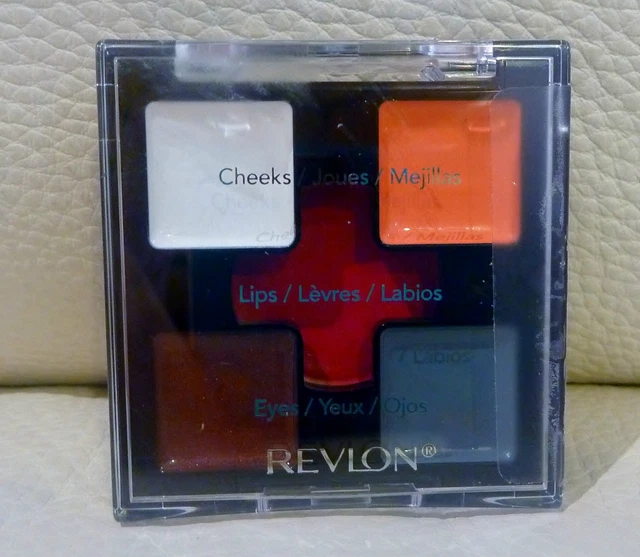 Cheeks / Joues / Mejillas
Lips / Lèvres / Labios
Eyes / Yeux / Ojos
REVLON®